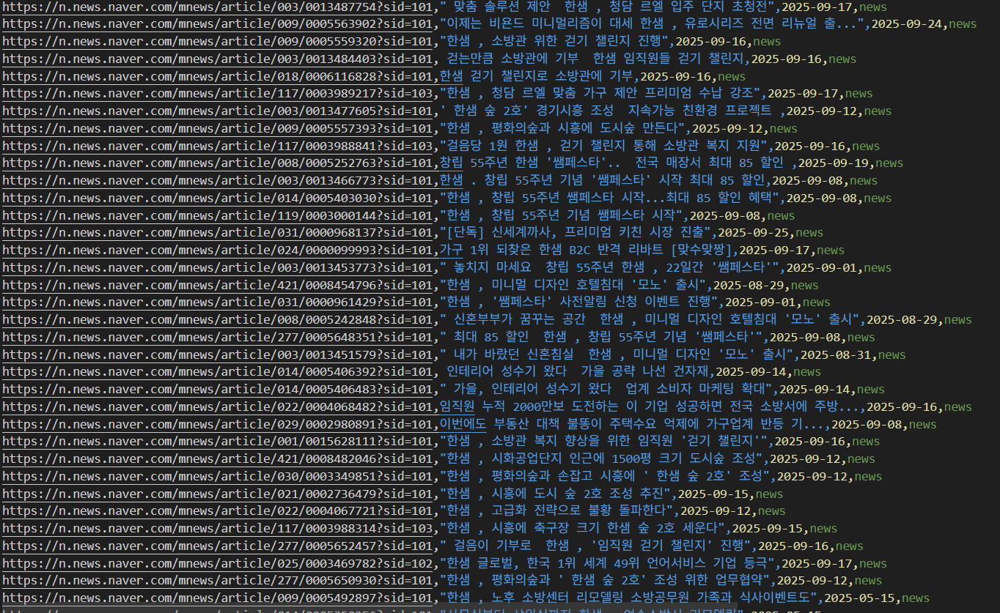 https://n.news.naver.com/mnews/article/003/0013487754?sid=101," 맞춤 솔루션 제안  한샘 , 청담 르엘 입주 단지 초청전",2025-09-17,news
https://n.news.naver.com/mnews/article/009/0005563902?sid=101,"이제는 비욘드 미니멀리즘이 대세 한샘 , 유로시리즈 전면 리뉴얼 출...",2025-09-24,news
https://n.news.naver.com/mnews/article/009/0005559320?sid=101,"한샘 , 소방관 위한 걷기 챌린지 진행",2025-09-16,news
https://n.news.naver.com/mnews/article/003/0013484403?sid=101, 걷는만큼 소방관에 기부  한샘 임직원들 걷기 챌린지,2025-09-16,news
https://n.news.naver.com/mnews/article/018/0006116828?sid=101,한샘 걷기 챌린지로 소방관에 기부,2025-09-16,news
https://n.news.naver.com/mnews/article/117/0003989217?sid=103,"한샘 , 청담 르엘 맞춤 가구 제안 프리미엄 수납 강조",2025-09-17,news
https://n.news.naver.com/mnews/article/003/0013477605?sid=101,' 한샘 숲 2호' 경기시흥 조성  지속가능 친환경 프로젝트 ,2025-09-12,news
https://n.news.naver.com/mnews/article/009/0005557393?sid=101,"한샘 , 평화의숲과 시흥에 도시숲 만든다",2025-09-12,news
https://n.news.naver.com/mnews/article/117/0003988841?sid=103,"걸음당 1원 한샘 , 걷기 챌린지 통해 소방관 복지 지원",2025-09-16,news
https://n.news.naver.com/mnews/article/008/0005252763?sid=101,창립 55주년 한샘 '쌤페스타'..  전국 매장서 최대 85 할인 ,2025-09-19,news
https://n.news.naver.com/mnews/article/003/0013466773?sid=101,한샘 . 창립 55주년 기념 '쌤페스타' 시작 최대 85 할인,2025-09-08,news
https://n.news.naver.com/mnews/article/014/0005403030?sid=101,"한샘 , 창립 55주년 쌤페스타 시작...최대 85 할인 혜택",2025-09-08,news
https://n.news.naver.com/mnews/article/119/0003000144?sid=101,"한샘 , 창립 55주년 기념 쌤페스타 시작",2025-09-08,news
https://n.news.naver.com/mnews/article/031/0000968137?sid=101,"[단독] 신세계까사, 프리미엄 키친 시장 진출",2025-09-25,news
https://n.news.naver.com/mnews/article/024/0000099993?sid=101,가구 1위 되찾은 한샘 B2C 반격 리바트 [맞수맞짱],2025-09-17,news
https://n.news.naver.com/mnews/article/003/0013453773?sid=101," 놓치지 마세요  창립 55주년 한샘 , 22일간 '쌤페스타'",2025-09-01,news
https://n.news.naver.com/mnews/article/421/0008454796?sid=101,"한샘 , 미니멀 디자인 호텔침대 '모노' 출시",2025-08-29,news
https://n.news.naver.com/mnews/article/031/0000961429?sid=101,"한샘 , '쌤페스타' 사전알림 신청 이벤트 진행",2025-09-01,news
https://n.news.naver.com/mnews/article/008/0005242848?sid=101," 신혼부부가 꿈꾸는 공간  한샘 , 미니멀 디자인 호텔침대 '모노' 출시",2025-08-29,news
https://n.news.naver.com/mnews/article/277/0005648351?sid=101," 최대 85 할인  한샘 , 창립 55주년 기념 '쌤페스타'",2025-09-08,news
https://n.news.naver.com/mnews/article/003/0013451579?sid=101," 내가 바랐던 신혼침실  한샘 , 미니멀 디자인 '모노' 출시",2025-08-31,news
https://n.news.naver.com/mnews/article/014/0005406392?sid=101, 인테리어 성수기 왔다  가을 공략 나선 건자재,2025-09-14,news
https://n.news.naver.com/mnews/article/014/0005406483?sid=101," 가을, 인테리어 성수기 왔다  업계 소비자 마케팅 확대",2025-09-14,news
https://n.news.naver.com/mnews/article/022/0004068482?sid=101,임직원 누적 2000만보 도전하는 이 기업 성공하면 전국 소방서에 주방...,2025-09-16,news
https://n.news.naver.com/mnews/article/029/0002980891?sid=101,이번에도 부동산 대책 불똥이 주택수요 억제에 가구업계 반등 기...,2025-09-08,news
https://n.news.naver.com/mnews/article/001/0015628111?sid=101,"한샘 , 소방관 복지 향상을 위한 임직원 '걷기 챌린지'",2025-09-16,news
https://n.news.naver.com/mnews/article/421/0008482046?sid=101,"한샘 , 시화공업단지 인근에 1500평 크기 도시숲 조성",2025-09-12,news
https://n.news.naver.com/mnews/article/030/0003349851?sid=101,"한샘 , 평화의숲과 손잡고 시흥에 ' 한샘 숲 2호' 조성",2025-09-12,news
https://n.news.naver.com/mnews/article/021/0002736479?sid=101,"한샘 , 시흥에 도시 숲 2호 조성 추진",2025-09-15,news
https://n.news.naver.com/mnews/article/022/0004067721?sid=101,"한샘 , 고급화 전략으로 불황 돌파한다",2025-09-12,news
https://n.news.naver.com/mnews/article/117/0003988314?sid=103,"한샘 , 시흥에 축구장 크기 한샘 숲 2호 세운다",2025-09-15,news
https://n.news.naver.com/mnews/article/277/0005652457?sid=101," 걸음이 기부로  한샘 , '임직원 걷기 챌린지' 진행",2025-09-16,news
https://n.news.naver.com/mnews/article/025/0003469782?sid=102,"한샘 글로벌, 한국 1위 세계 49위 언어서비스 기업 등극",2025-09-17,news
https://n.news.naver.com/mnews/article/277/0005650930?sid=101,"한샘 , 평화의숲과 ' 한샘 숲 2호' 조성 위한 업무협약",2025-09-12,news
https://n.news.naver.com/mnews/article/009/0005492897?sid=101,"한샘 , 노후 소방센터 리모델링 소방공무원 가족과 식사이벤트도",2025-05-15,news